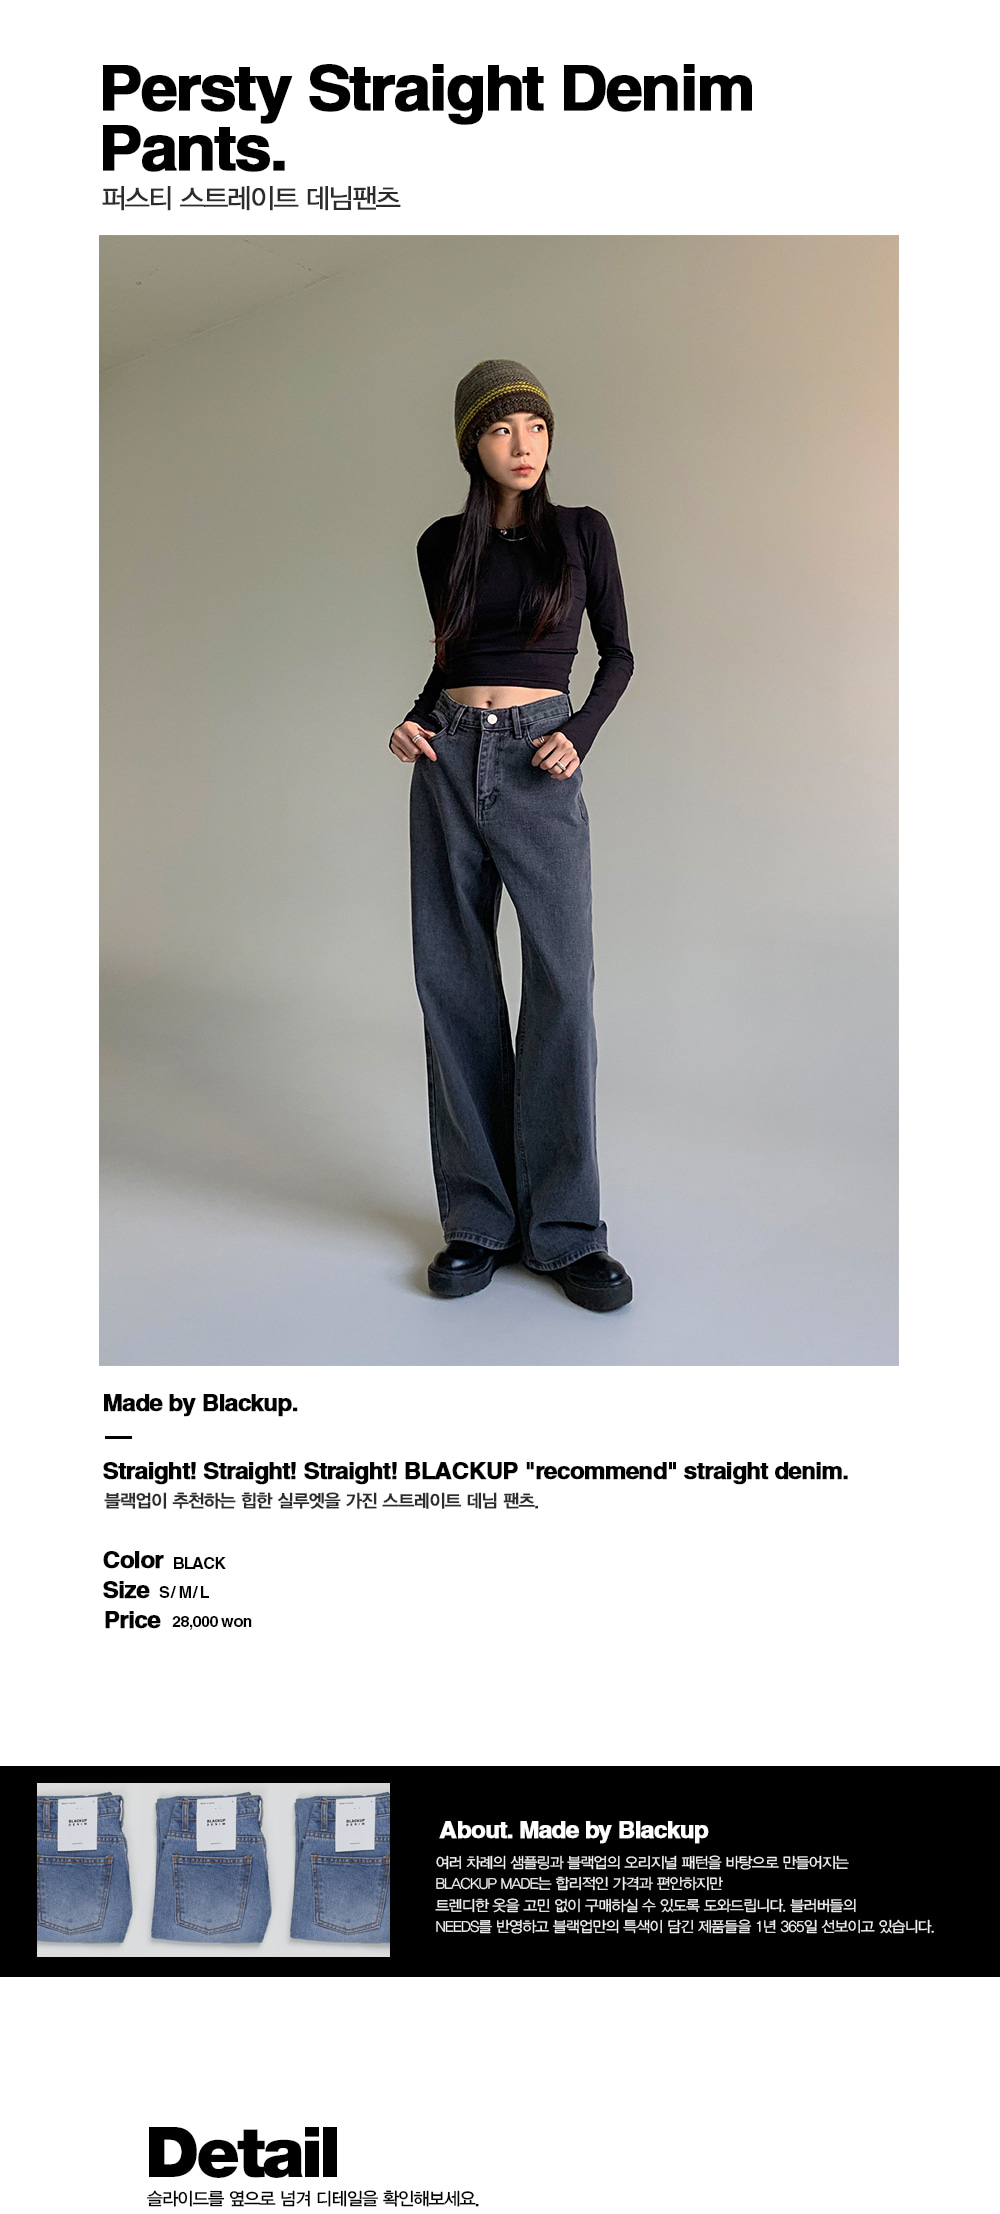 Persty Straight Denim
Pants.
퍼스티 스트레이트 데님팬츠
Made by Blackup.
Straight! Straight! Straight! BLACKUP "recommend" straight denim.
블랙업이 추천하는 힙한 실루엣을 가진 스트레이트 데님 팬츠.
Color BLACK
Size S/M/L
Price 28,000 won
BLACKUP
DENIM
BLACKUP
DENIM
BLACKUP
DENIM
About. Made by Blackup
여러 차례의 샘플링과 블랙업의 오리지널 패턴을 바탕으로 만들어지는
BLACKUP MADE는 합리적인 가격과 편안하지만
트렌디한 옷을 고민 없이 구매하실 수 있도록 도와드립니다. 블러버들의
NEEDS를 반영하고 블랙업만의 특색이 담긴 제품들을 1년 365일 선보이고 있습니다.
Detail
슬라이드를 옆으로 넘겨 디테일을 확인해보세요.